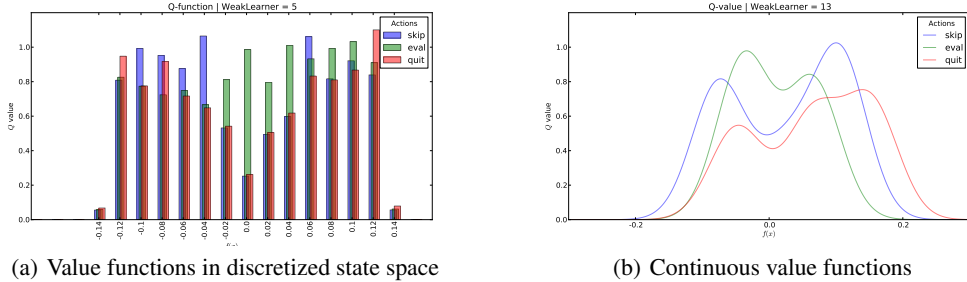 Q-function | WeakLearner = 5
Actions
skip
eval
quit
Q value
1.0
0.8
0.6
0.4
0.2
0.0
-0.14
-0.12
-0.1
-0.08
-0.06
-0.04
-0.02
0.0
0.02
0.04
0.06
0.08
0.1
0.12
0.14
f(x)
(a) Value functions in discretized state space
Q-value | WeakLearner = 13
Actions
skip
eval
quit
Q value
1.0
0.8
0.6
0.4
0.2
0.0
-0.2
0.0
0.2
f(x)
(b) Continuous value functions